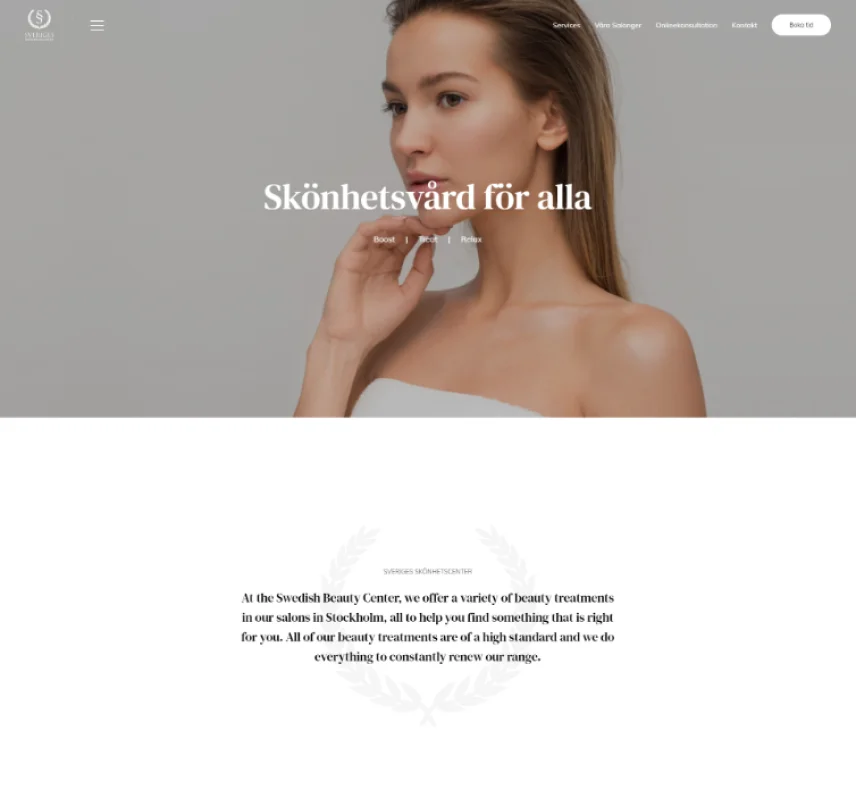 §
SVERIGES
Services
Våra Salonger
Onlinekonsultation
Kontakt
Boka tid
Skönhetsvård för alla
Boost | Treat | Relax
SVERIGES SKÖNHETSCENTER
At the Swedish Beauty Center, we offer a variety of beauty treatments
in our salons in Stockholm, all to help you find something that is right
for you. All of our beauty treatments are of a high standard and we do
everything to constantly renew our range.